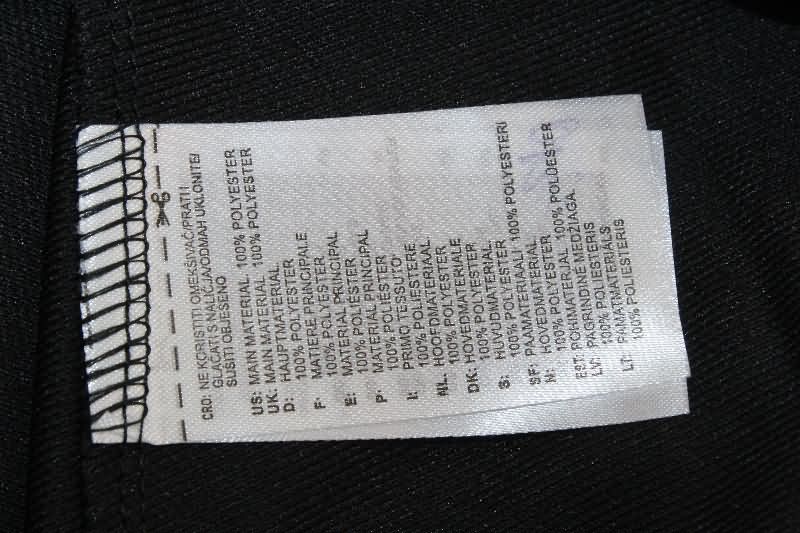 CRO: NE KORISTITI OMEKŠIVAČ/PRATI I
GLAČATI S NALIČJA/ODMAH UKLONITE/
SUŠITI OBJEŠENO
US: MAIN MATERIAL 100% POLYESTER
UK: MAIN MATERIAL 100% POLYESTER
D: HAUPTMATERIAL
100% POLYESTER
F: MATIERE PRINCIPALE
100% POLYESTER
E: MATERIAL PRINCIPAL
100% POLIÉSTER
P: MATERIAL PRINCIPAL
100% POLIÉSTER
I: PRIMO TESSUTO
100% POLIESTERE
NL: HOOFDMATERIAAL
100% POLYESTER
DK: HOVEDMATERIALE
100% POLYESTER
S: HUVUDMATERIAL
100% POLYESTER
SF: PÄÄMATERIAALI 100% POLYESTERI
N: HOVEDMATERIAL
100% POLYESTER
EST: PÕHIMATERJAL 100% POLÜESTER
LV: PAGRINDINĖ MEDŽIAGA
100% POLIESTERIS
LT: PAMATMATERIĀLS
100% POLIESTERIS